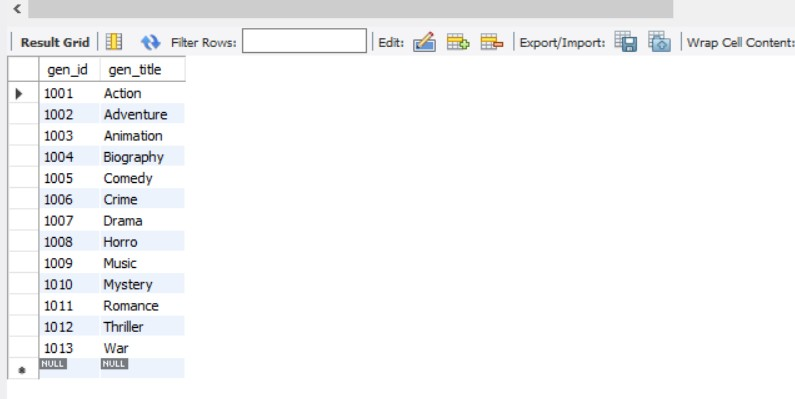 Result Grid Filter Rows: Edit: Export/Import: Wrap Cell Content:
gen_id gen_title
1001 Action
1002 Adventure
1003 Animation
1004 Biography
1005 Comedy
1006 Crime
1007 Drama
1008 Horro
1009 Music
1010 Mystery
1011 Romance
1012 Thriller
1013 War
NULL NULL